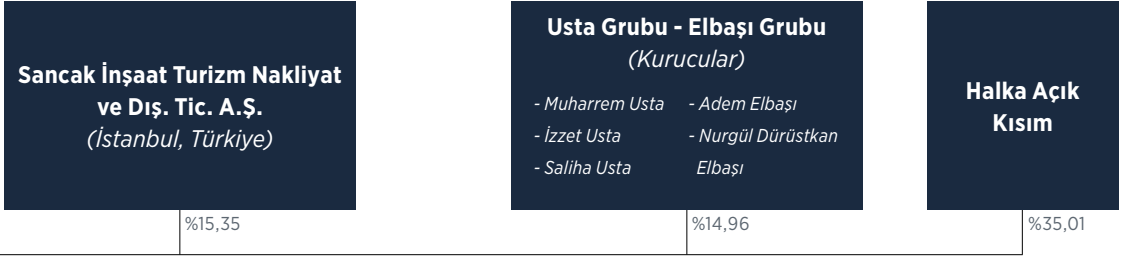 Sancak İnşaat Turizm Nakliyat
ve Dış. Tic. A.Ş.
(İstanbul, Türkiye)
%15,35
Usta Grubu - Elbaşı Grubu
(Kurucular)
- Muharrem Usta
- İzzet Usta
- Saliha Usta
- Adem Elbaşı
- Nurgül Dürüstkan
Elbaşı
%14,96
Halka Açık
Kısım
%35,01